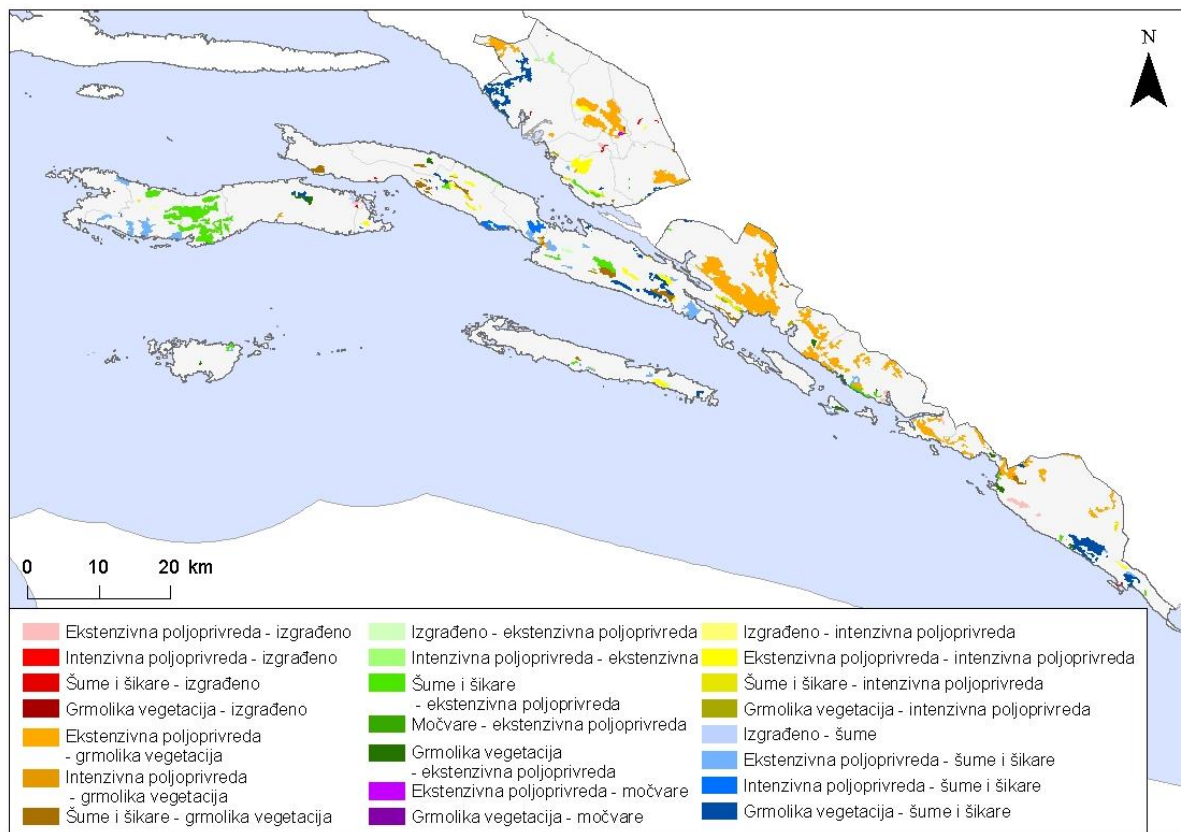 N
0 10 20 km
Ekstenzivna poljoprivreda - izgrađeno
Intenzivna poljoprivreda - izgrađeno
Šume i šikare - izgrađeno
Grmolika vegetacija - izgrađeno
Ekstenzivna poljoprivreda
- grmolika vegetacija
Intenzivna poljoprivreda
- grmolika vegetacija
Šume i šikare - grmolika vegetacija
Izgrađeno - ekstenzivna poljoprivreda
Intenzivna poljoprivreda - ekstenzivna
Šume i šikare
- ekstenzivna poljoprivreda
Močvare - ekstenzivna poljoprivreda
Grmolika vegetacija
- ekstenzivna poljoprivreda
Ekstenzivna poljoprivreda - močvare
Grmolika vegetacija - močvare
Izgrađeno - intenzivna poljoprivreda
Ekstenzivna poljoprivreda - intenzivna poljoprivreda
Šume i šikare - intenzivna poljoprivreda
Grmolika vegetacija - intenzivna poljoprivreda
Izgrađeno - šume
Ekstenzivna poljoprivreda - šume i šikare
Intenzivna poljoprivreda - šume i šikare
Grmolika vegetacija - šume i šikare